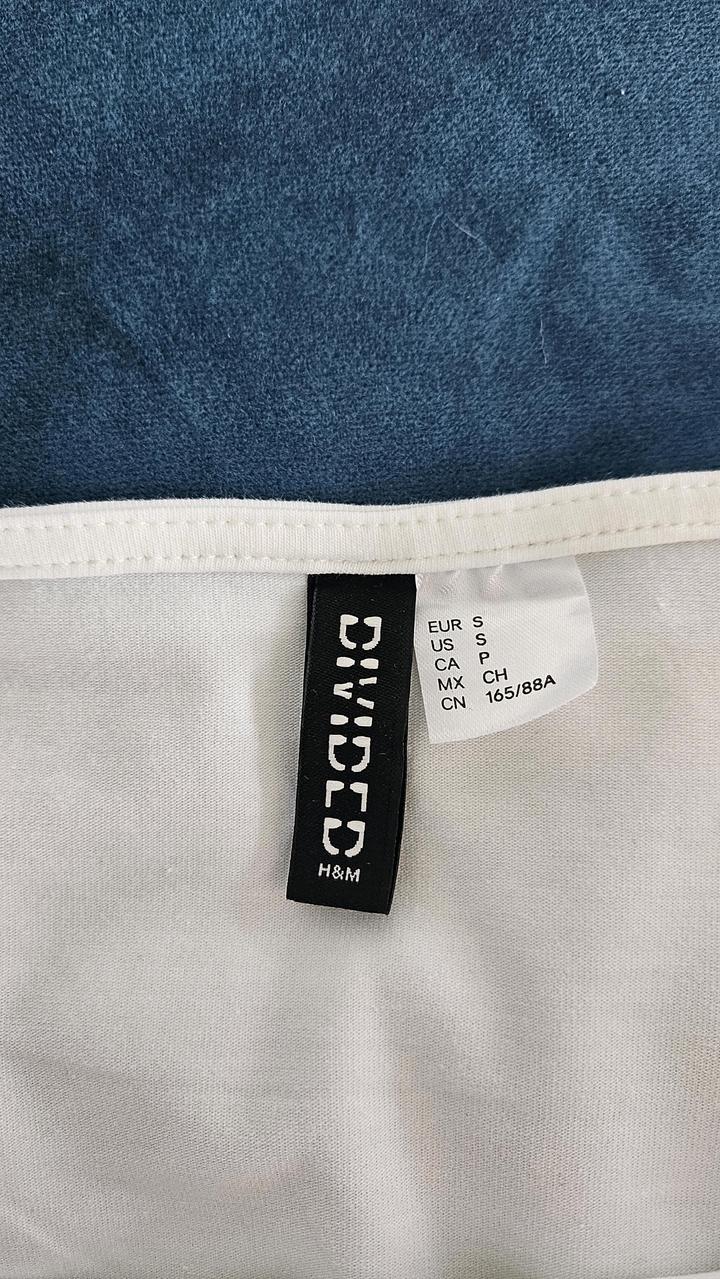 DIVIDED
H&M
EUR S
US S
CA P
MX CH
CN 165/88A